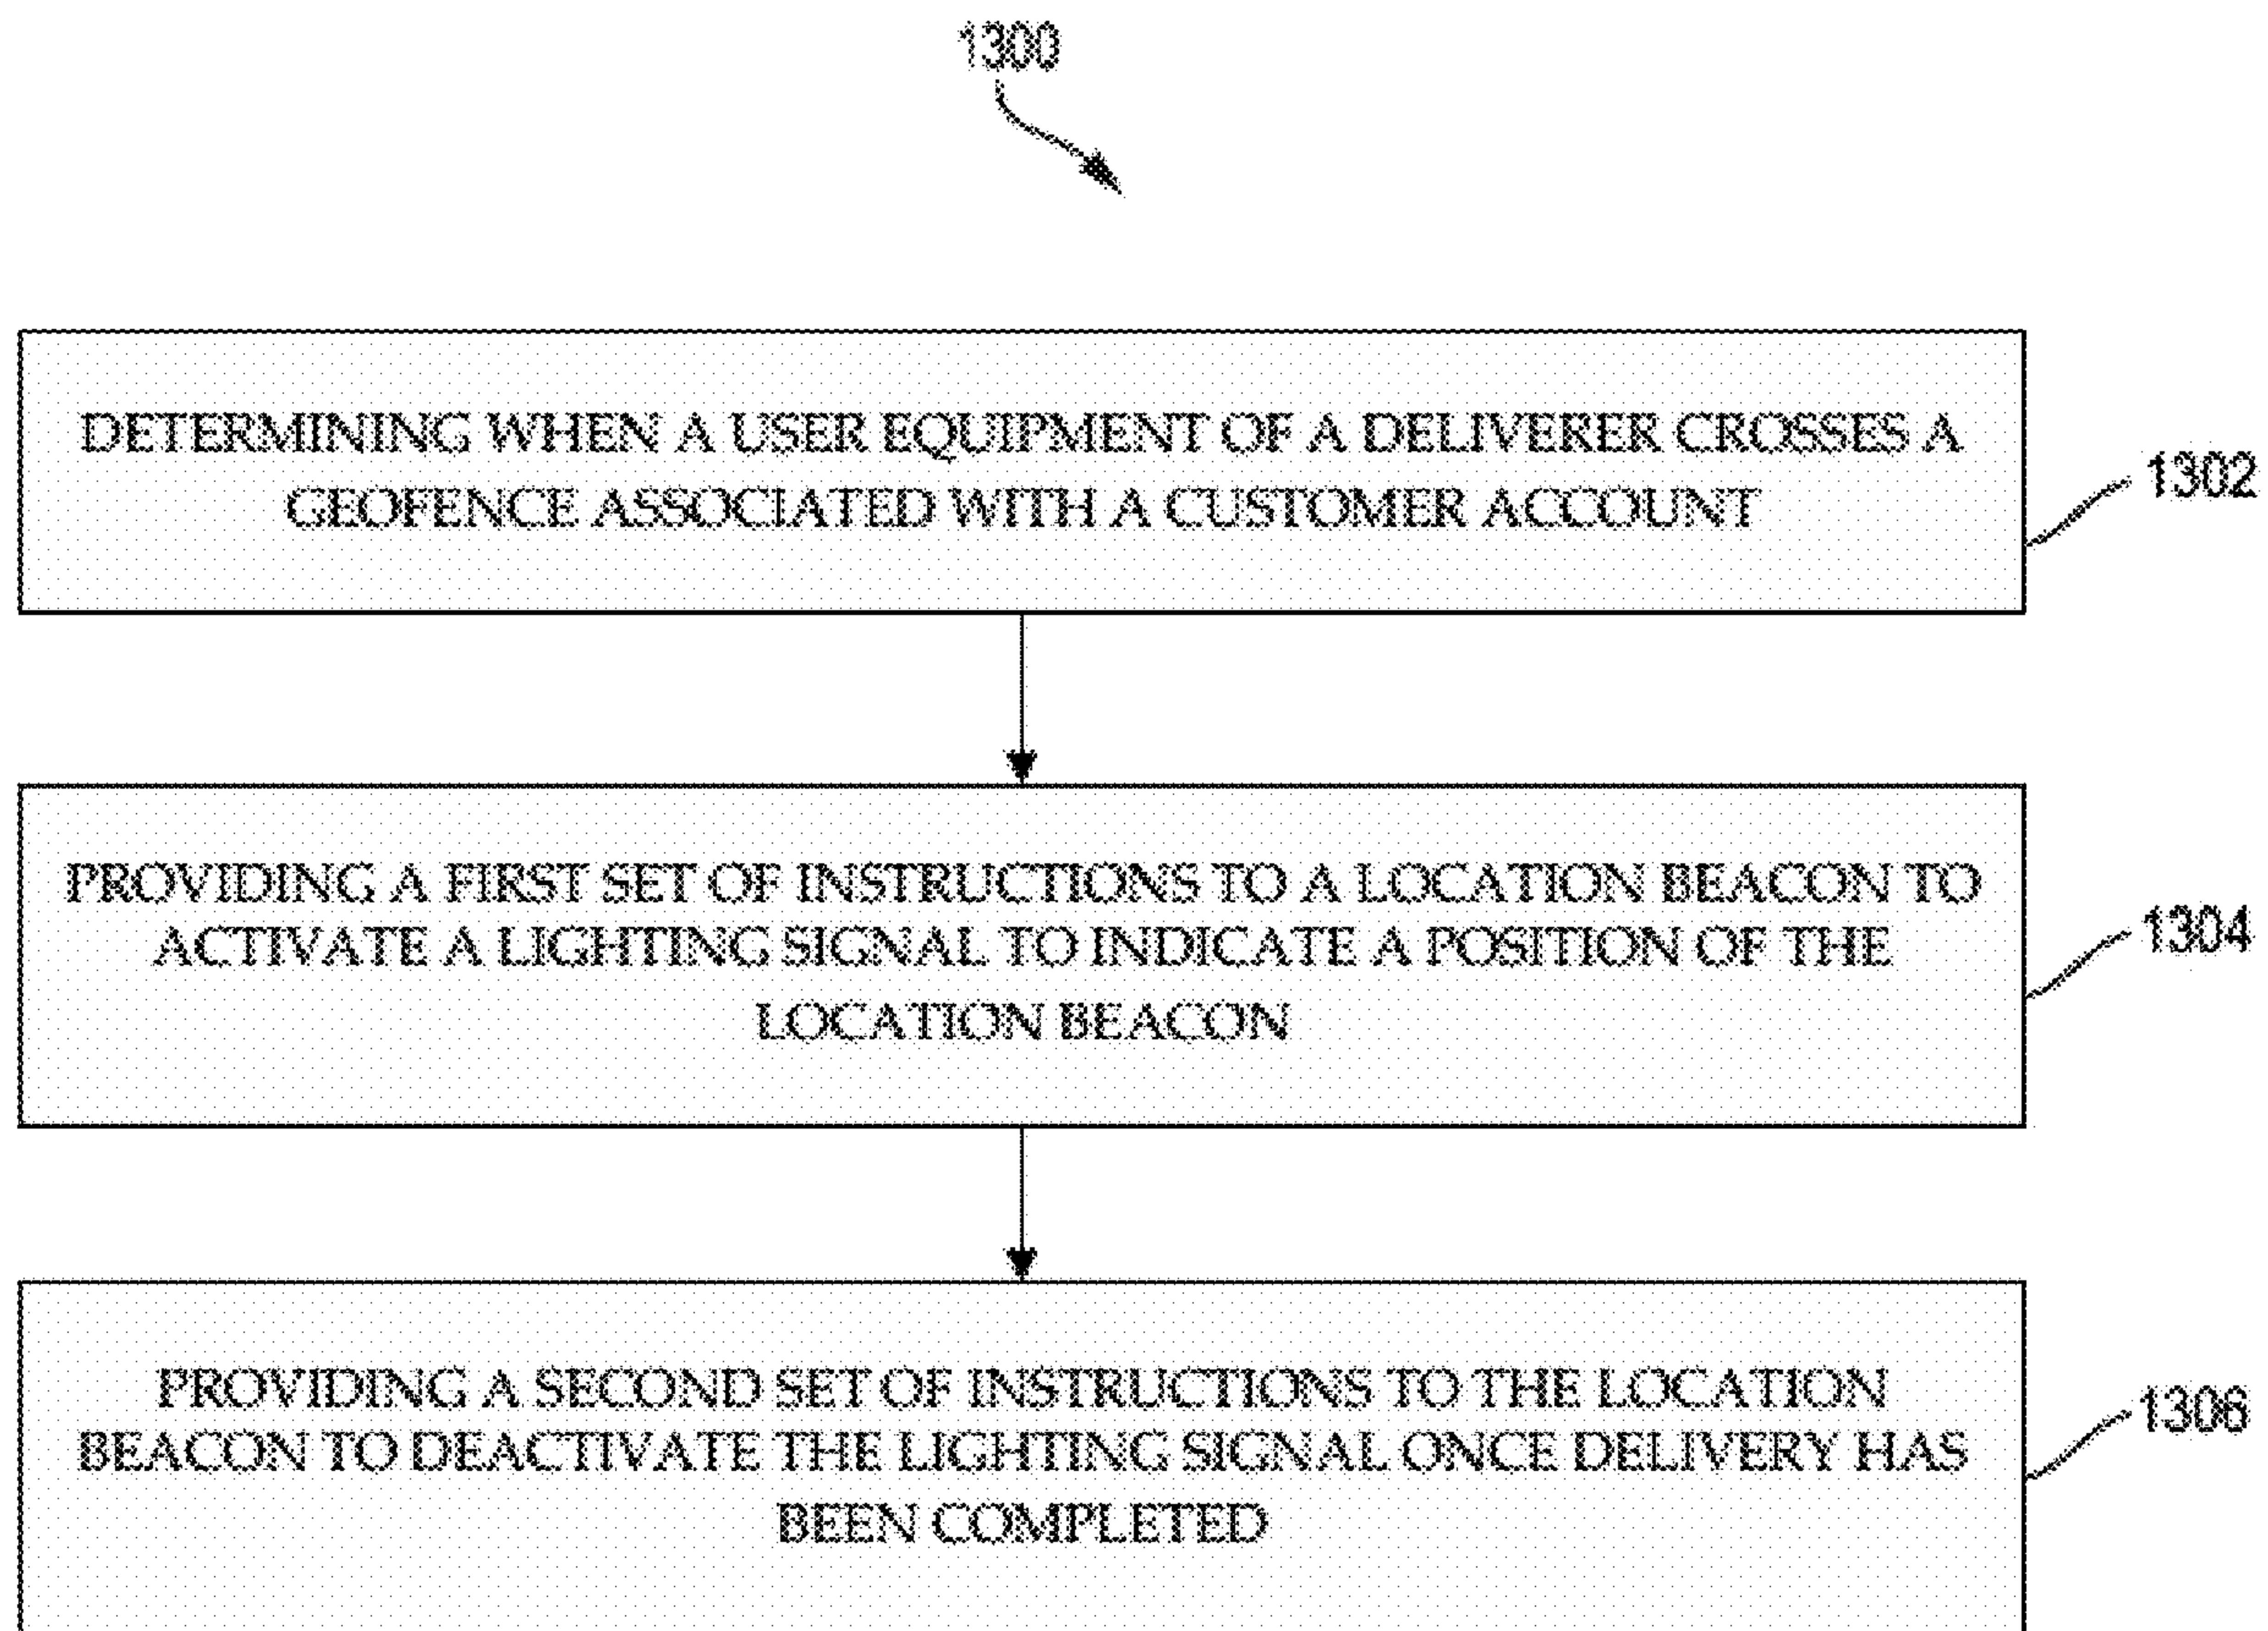 1300
DETERMINING WHEN A USER EQUIPMENT OF A DELIVERER CROSSES A
GEOFENCE ASSOCIATED WITH A CUSTOMER ACCOUNT
1302
PROVIDING A FIRST SET OF INSTRUCTIONS TO A LOCATION BEACON TO
ACTIVATE A LIGHTING SIGNAL TO INDICATE A POSITION OF THE
LOCATION BEACON
1304
PROVIDING A SECOND SET OF INSTRUCTIONS TO THE LOCATION
BEACON TO DEACTIVATE THE LIGHTING SIGNAL ONCE DELIVERY HAS
BEEN COMPLETED
1306